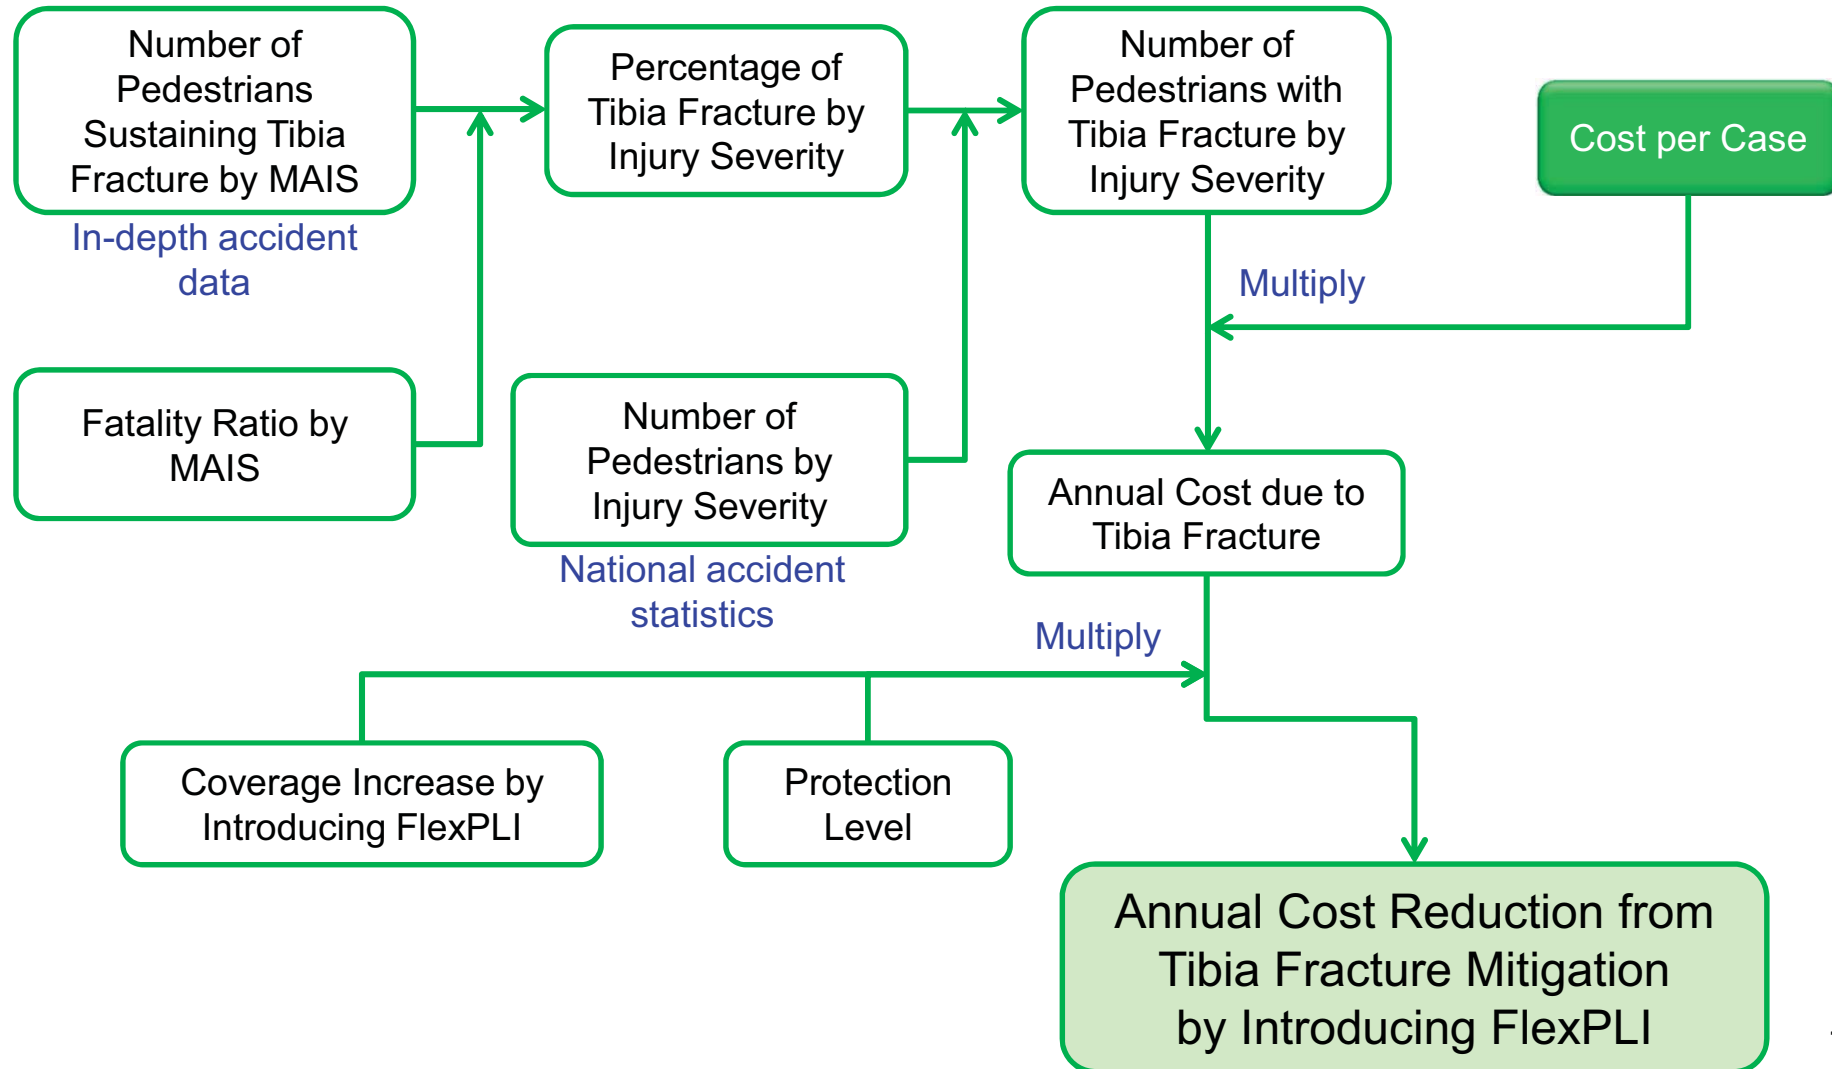 Number of
Pedestrians
Sustaining Tibia
Fracture by MAIS
In-depth accident
data
Percentage of
Tibia Fracture by
Injury Severity
Number of
Pedestrians with
Tibia Fracture by
Injury Severity
Cost per Case
Multiply
Fatality Ratio by
MAIS
Number of
Pedestrians by
Injury Severity
National accident
statistics
Annual Cost due to
Tibia Fracture
Multiply
Coverage Increase by
Introducing FlexPLI
Protection
Level
Annual Cost Reduction from
Tibia Fracture Mitigation
by Introducing FlexPLI